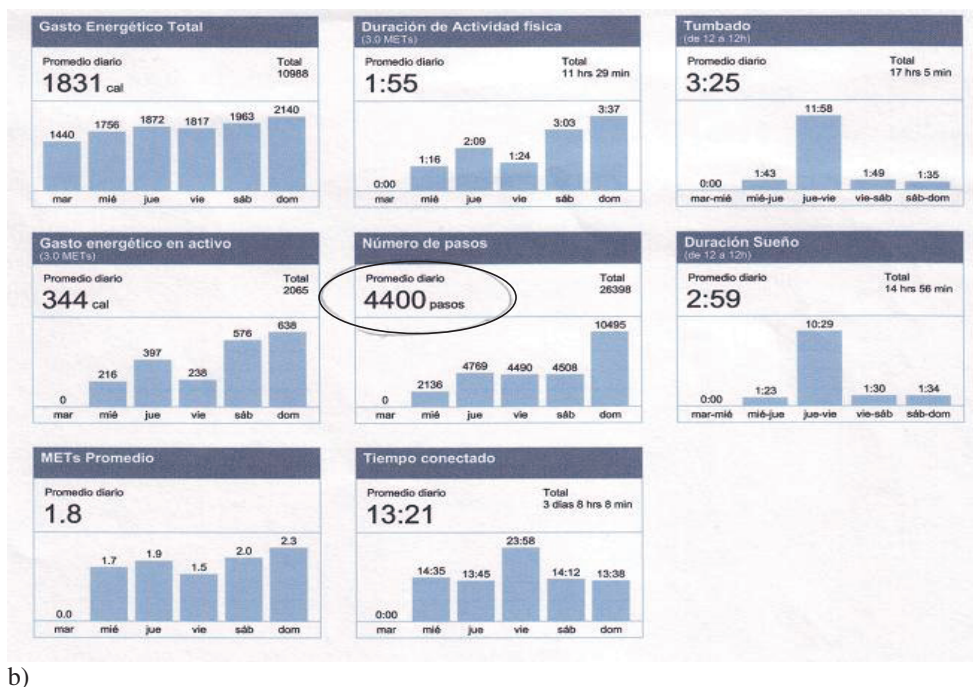 Gasto Energético Total
Promedio diario
Total
1831 cal
10988
1440 1756 1872 1817 1963 2140
mar mié jue vie sáb dom
Duración de Actividad física
(3.0 METs)
Promedio diario
Total
1:55
11 hrs 29 min
0:00 1:16 2:09 1:24 3:03 3:37
mar mié jue vie sáb dom
Tumbado
(de 12 a 12h)
Promedio diario
Total
3:25
17 hrs 5 min
0:00 1:43 11:58 1:49 1:35
mar-mié mié-jue jue-vie vie-sáb sáb-dom
Gasto energético en activo
(3.0 METs)
Promedio diario
Total
344 cal
2065
0 216 397 238 576 638
mar mié jue vie sáb dom
Número de pasos
Promedio diario
Total
4400 pasos
26398
0 2136 4769 4490 4508 10495
mar mié jue vie sáb dom
Duración Sueño
(de 12 a 12h)
Promedio diario
Total
2:59
14 hrs 56 min
0:00 1:23 10:29 1:30 1:34
mar-mié mié-jue jue-vie vie-sáb sáb-dom
METs Promedio
Promedio diario
1.8
0.0 1.7 1.9 1.5 2.0 2.3
mar mié jue vie sáb dom
Tiempo conectado
Promedio diario
Total
13:21
3 días 8 hrs 8 min
0:00 14:35 13:45 23:58 14:12 13:38
mar mié jue vie sáb dom
b)